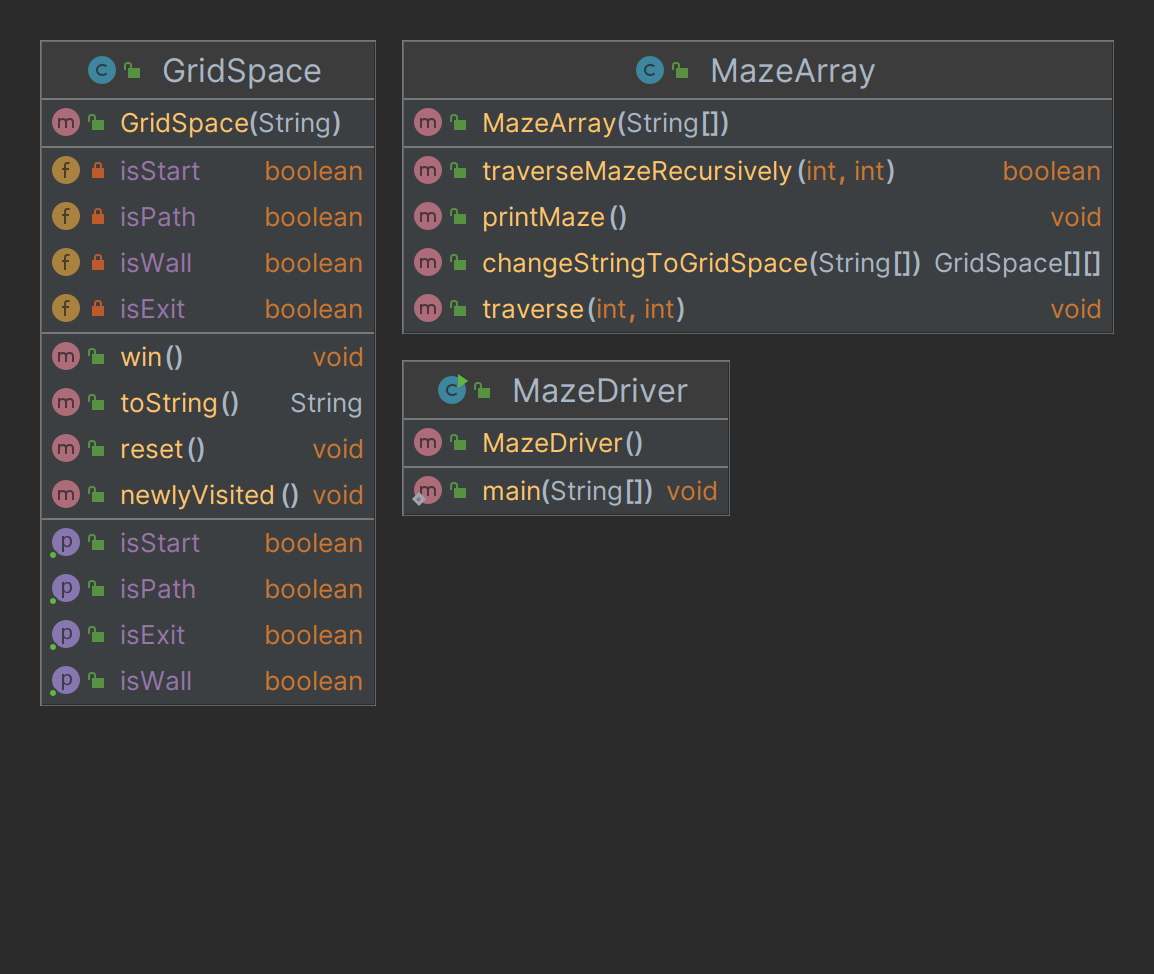 GridSpace
GridSpace(String)
isStart boolean
isPath boolean
isWall boolean
isExit boolean
win() void
toString() String
reset() void
newlyVisited() void
isStart boolean
isPath boolean
isExit boolean
isWall boolean
MazeArray
MazeArray(String[])
traverseMazeRecursively(int, int) boolean
printMaze() void
changeStringToGridSpace(String[]) GridSpace[][]
traverse(int, int) void
MazeDriver
MazeDriver()
main(String[]) void